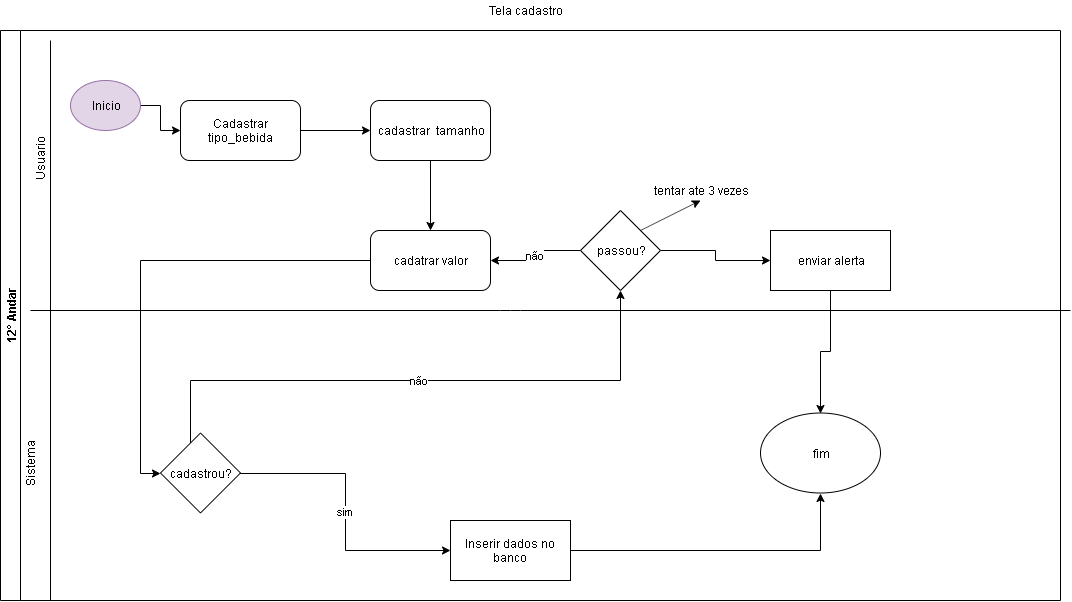 Tela cadastro
12° Andar
Usuario
Inicio
Cadastrar
tipo_bebida
cadastrar tamanho
tentar ate 3 vezes
cadatrar valor
não
passou?
enviar alerta
Sistema
não
cadastrou?
sim
fim
Inserir dados no
banco